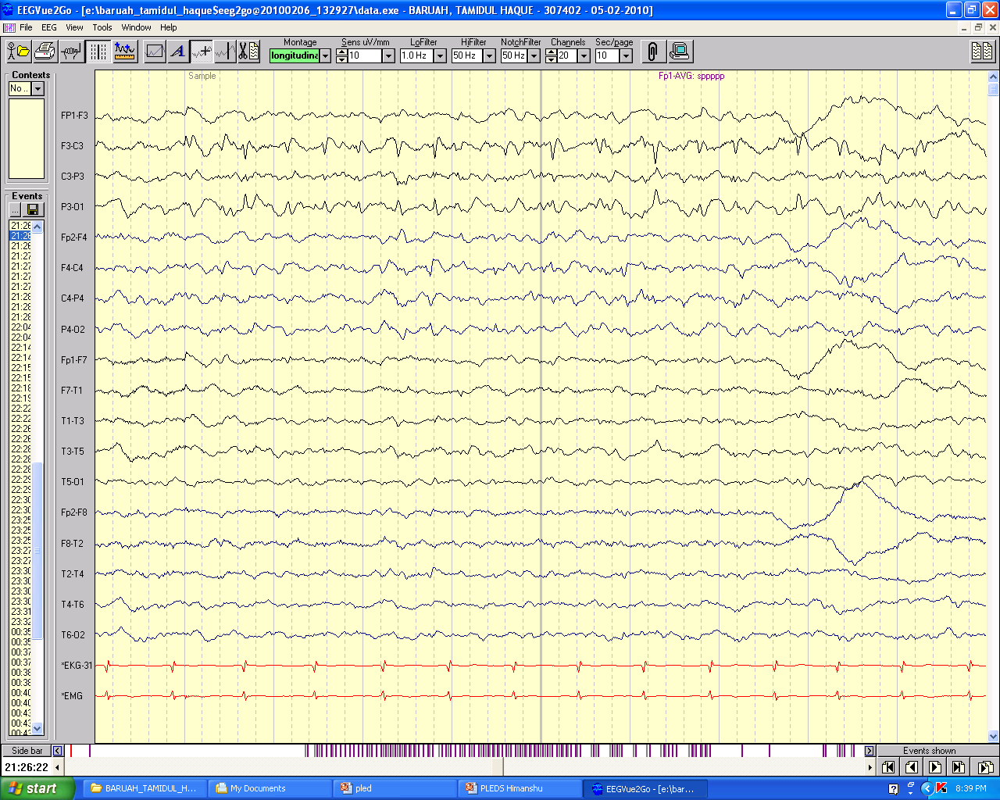 EEGVue2Go - [e:\baruah_tamidul_haque$eeg2go@20100206_132927\data.exe - BARUAH, TAMIDUL HAQUE - 307402 - 05-02-2010]
File EEG View Tools Window Help
Montage Sens uV/mm LoFilter HiFilter NotchFilter Channels Sec/page
longitudina 10 1.0 Hz 50 Hz 50 Hz 20 10
Contexts
No ..
Sample
Fp1-AVG: sppppp
FP1-F3
F3-C3
C3-P3
P3-O1
Fp2-F4
F4-C4
C4-P4
P4-O2
Fp1-F7
F7-T1
T1-T3
T3-T5
T5-O1
Fp2-F8
F8-T2
T2-T4
T4-T6
T6-O2
*EKG-31
*EMG
Events
...
21:26
21:26
21:26
21:27
21:27
21:27
21:27
21:28
21:28
21:28
22:04
22:04
22:14
22:14
22:15
22:15
22:18
22:19
22:22
22:22
22:26
22:26
22:28
22:28
22:28
22:29
22:29
22:30
22:30
23:25
23:25
23:25
23:27
23:27
23:30
23:30
23:30
23:30
23:31
23:32
00:35
00:35
00:37
00:37
00:38
00:38
00:40
00:40
00:43
00:43
Side bar
Events shown
21:26:22
start
BARUAH_TAMIDUL_H...
My Documents
pled
PLEDS Himanshu
EEGVue2Go - [e:\bar...
8:39 PM